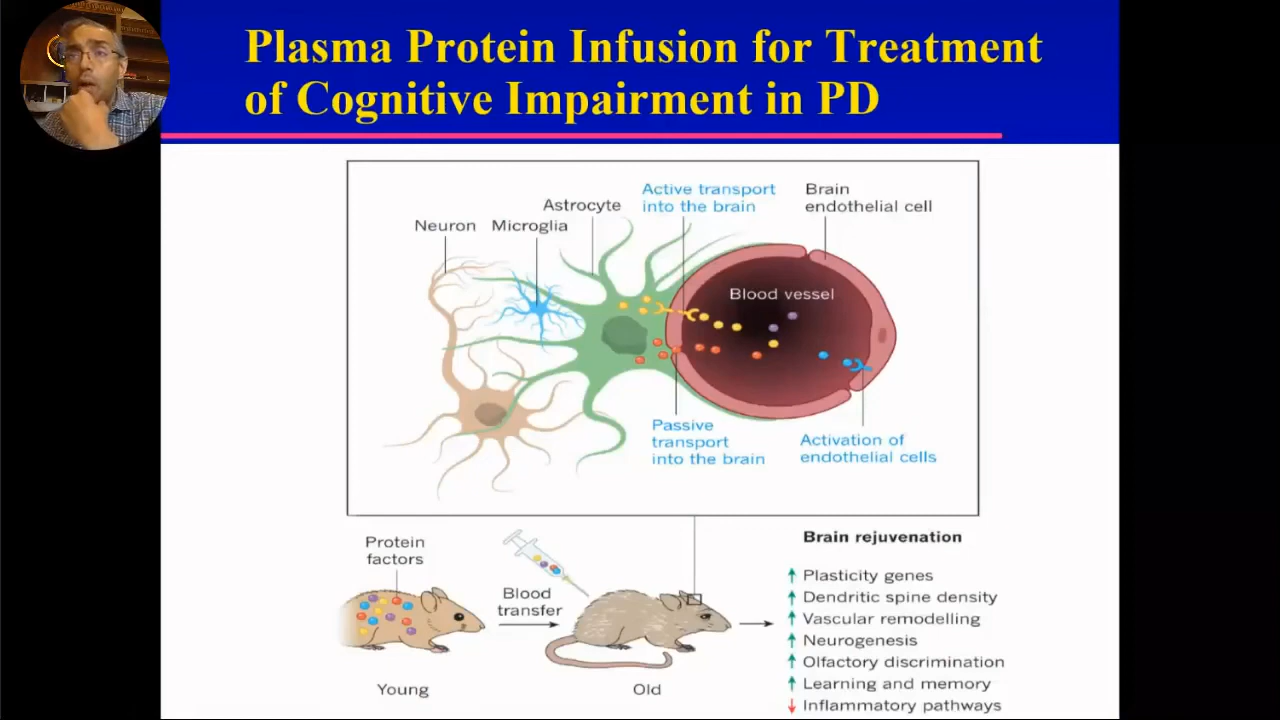 Plasma Protein Infusion for Treatment
of Cognitive Impairment in PD
Neuron
Microglia
Astrocyte
Active transport
into the brain
Brain
endothelial cell
Blood vessel
Passive
transport
into the brain
Activation of
endothelial cells
Protein
factors
Blood
transfer
Young
Old
Brain rejuvenation
↑ Plasticity genes
↑ Dendritic spine density
↑ Vascular remodelling
↑ Neurogenesis
↑ Olfactory discrimination
↑ Learning and memory
↓ Inflammatory pathways